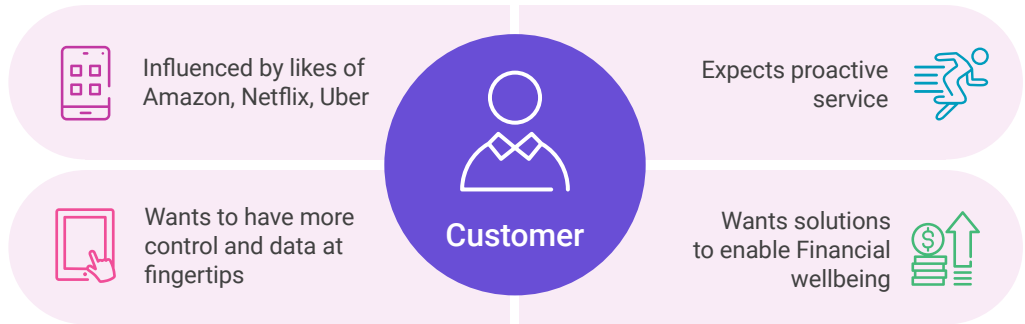 Influenced by likes of
Amazon, Netflix, Uber
Expects proactive
service
Customer
Wants to have more
control and data at
fingertips
Wants solutions
to enable Financial
wellbeing
$